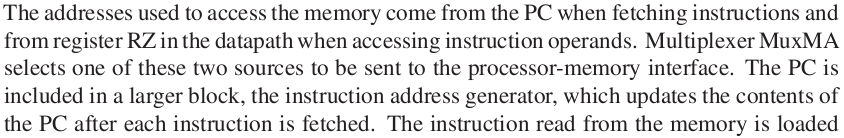 The addresses used to access the memory come from the PC when fetching instructions and
from register RZ in the datapath when accessing instruction operands. Multiplexer MuxMA
selects one of these two sources to be sent to the processor-memory interface. The PC is
included in a larger block, the instruction address generator, which updates the contents of
the PC after each instruction is fetched. The instruction read from the memory is loaded